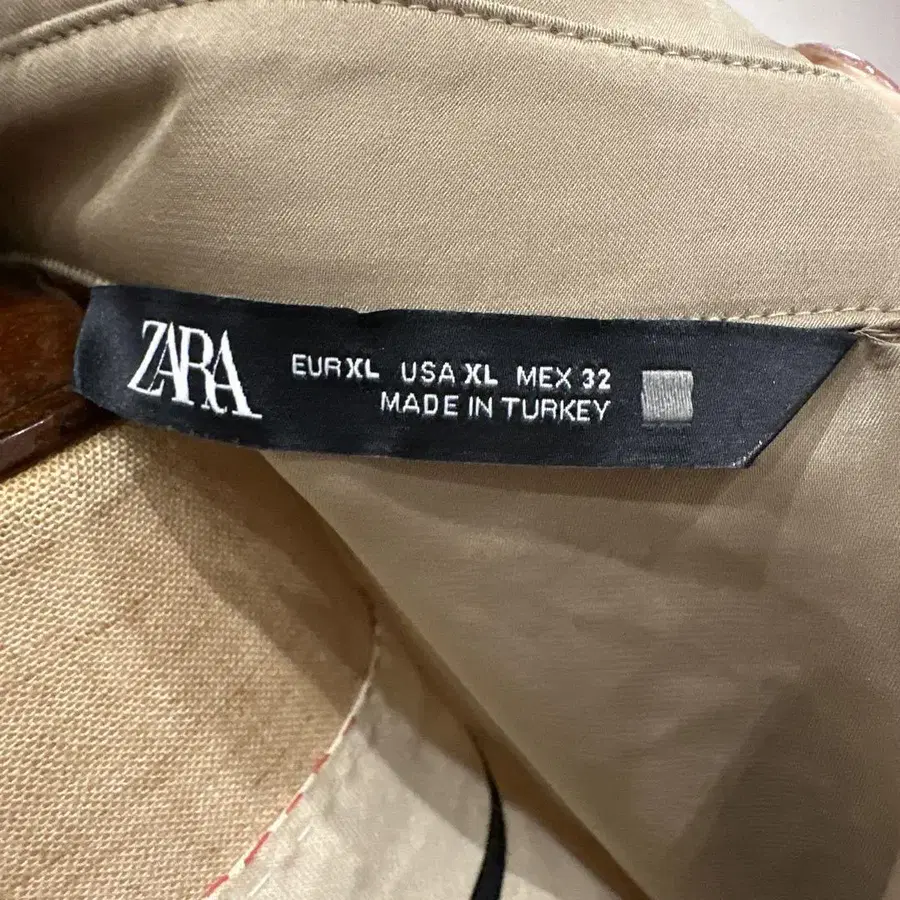 ZARA
EUR XL USA XL MEX 32
MADE IN TURKEY